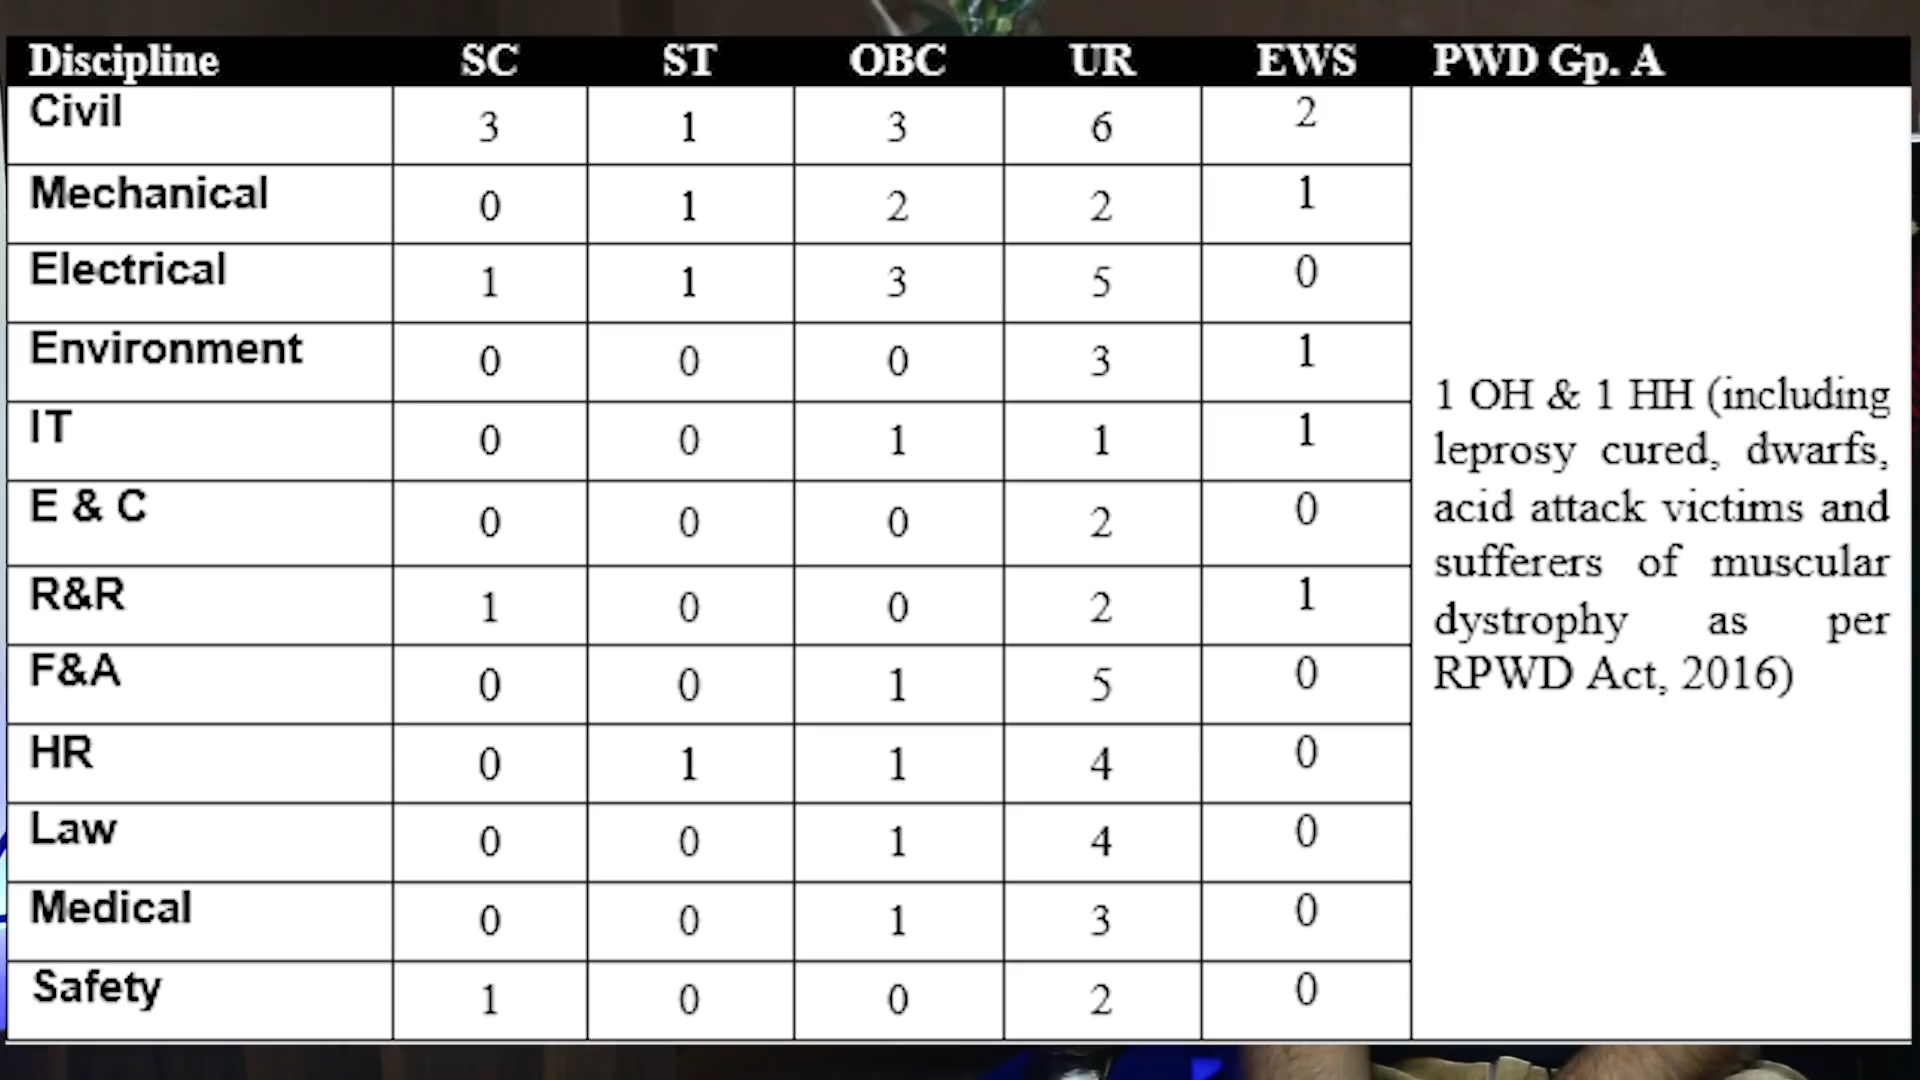 Discipline SC ST OBC UR EWS PWD Gp. A
Civil 3 1 3 6 2
Mechanical 0 1 2 2 1
Electrical 1 1 3 5 0
Environment 0 0 0 3 1
IT 0 0 1 1 1
E & C 0 0 0 2 0
R&R 1 0 0 2 1
F&A 0 0 1 5 0
HR 0 1 1 4 0
Law 0 0 1 4 0
Medical 0 0 1 3 0
Safety 1 0 0 2 0
1 OH & 1 HH (including
leprosy cured, dwarfs,
acid attack victims and
sufferers of muscular
dystrophy as per
RPWD Act, 2016)